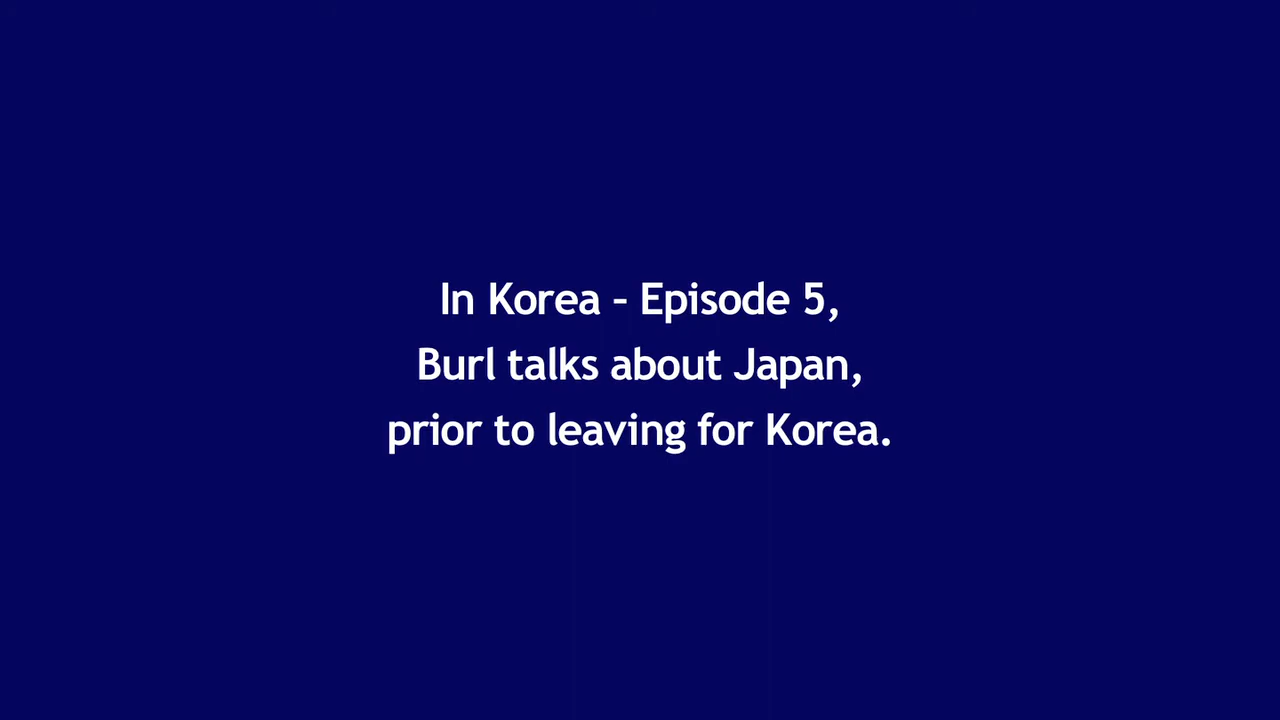 In Korea – Episode 5,
Burl talks about Japan,
prior to leaving for Korea.